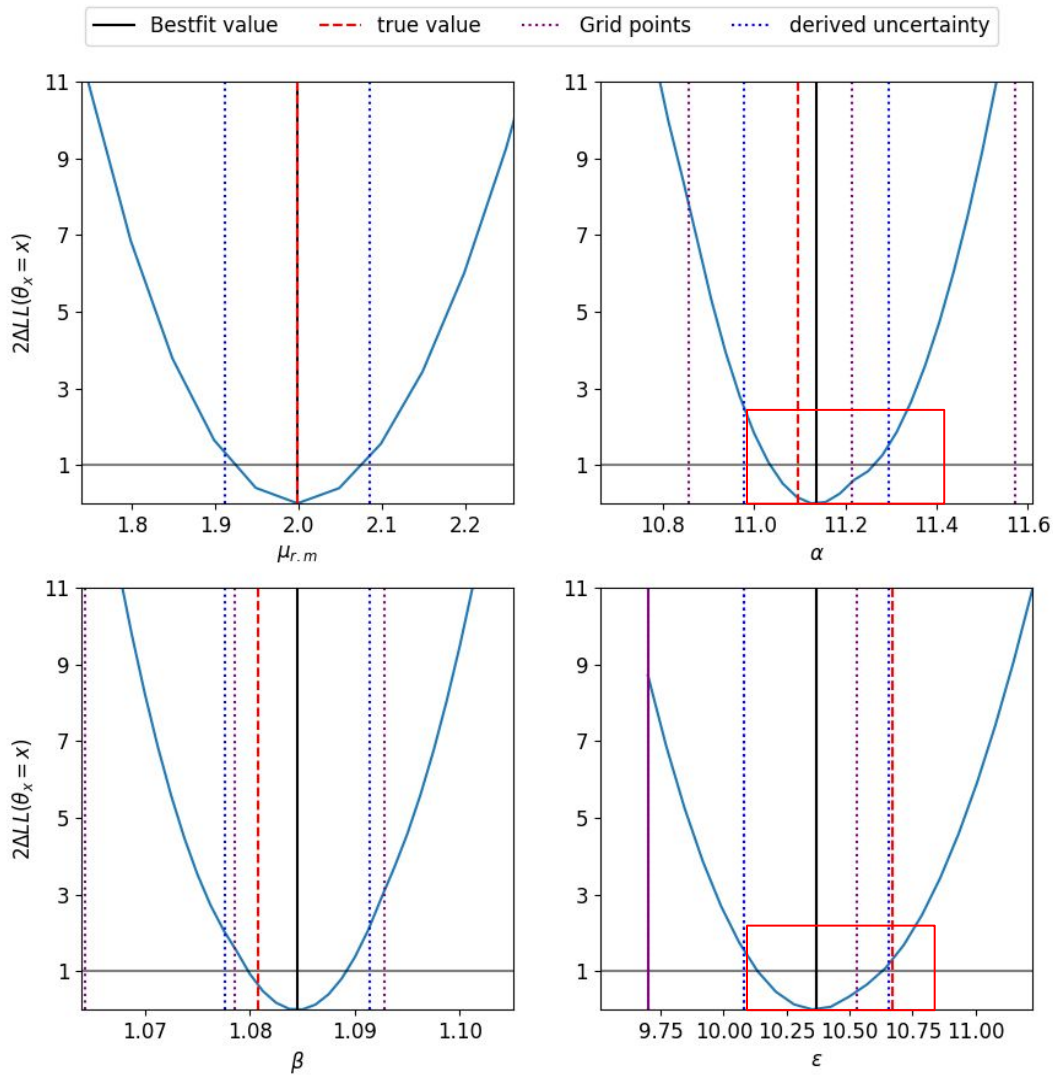 Bestfit value true value Grid points derived uncertainty
11
9
7
5
3
1
2ΔLL(θₓ = x)
1.8 1.9 2.0 2.1 2.2
μ_{r.m}
11
9
7
5
3
1
10.8 11.0 11.2 11.4 11.6
α
11
9
7
5
3
1
2ΔLL(θₓ = x)
1.07 1.08 1.09 1.10
β
11
9
7
5
3
1
9.75 10.00 10.25 10.50 10.75 11.00
ε